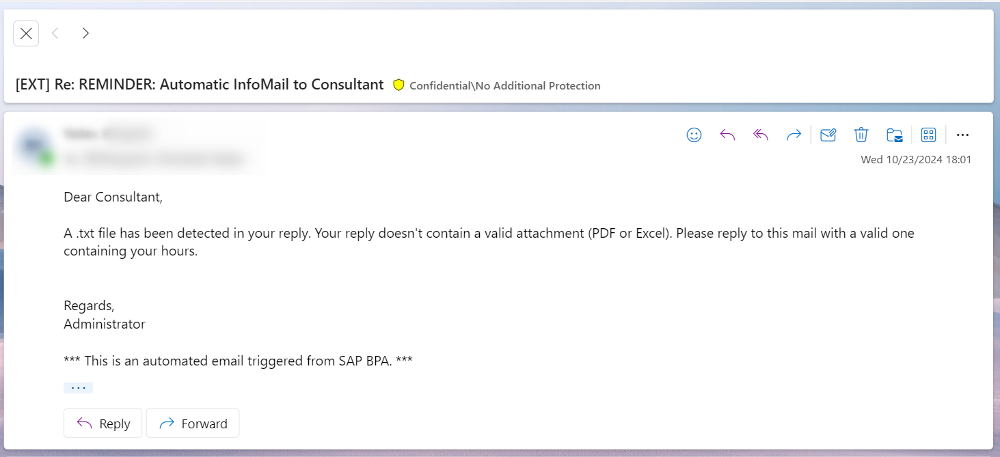 [EXT] Re: REMINDER: Automatic InfoMail to Consultant Confidential\No Additional Protection
Wed 10/23/2024 18:01
Dear Consultant,
A .txt file has been detected in your reply. Your reply doesn't contain a valid attachment (PDF or Excel). Please reply to this mail with a valid one
containing your hours.
Regards,
Administrator
*** This is an automated email triggered from SAP BPA. ***
Reply Forward